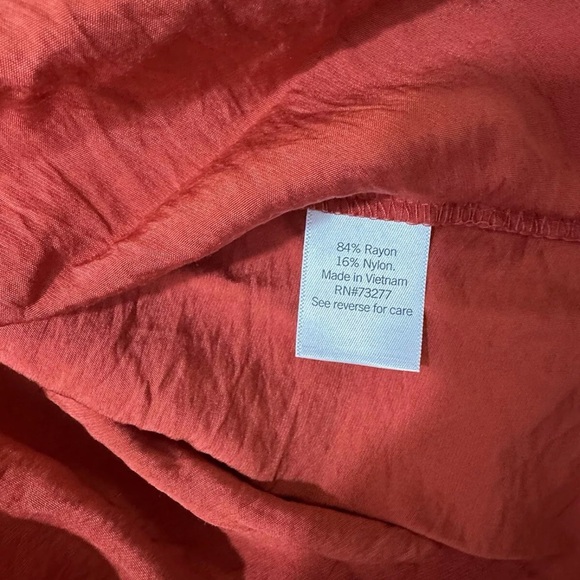 84% Rayon
16% Nylon.
Made in Vietnam
RN#73277
See reverse for care